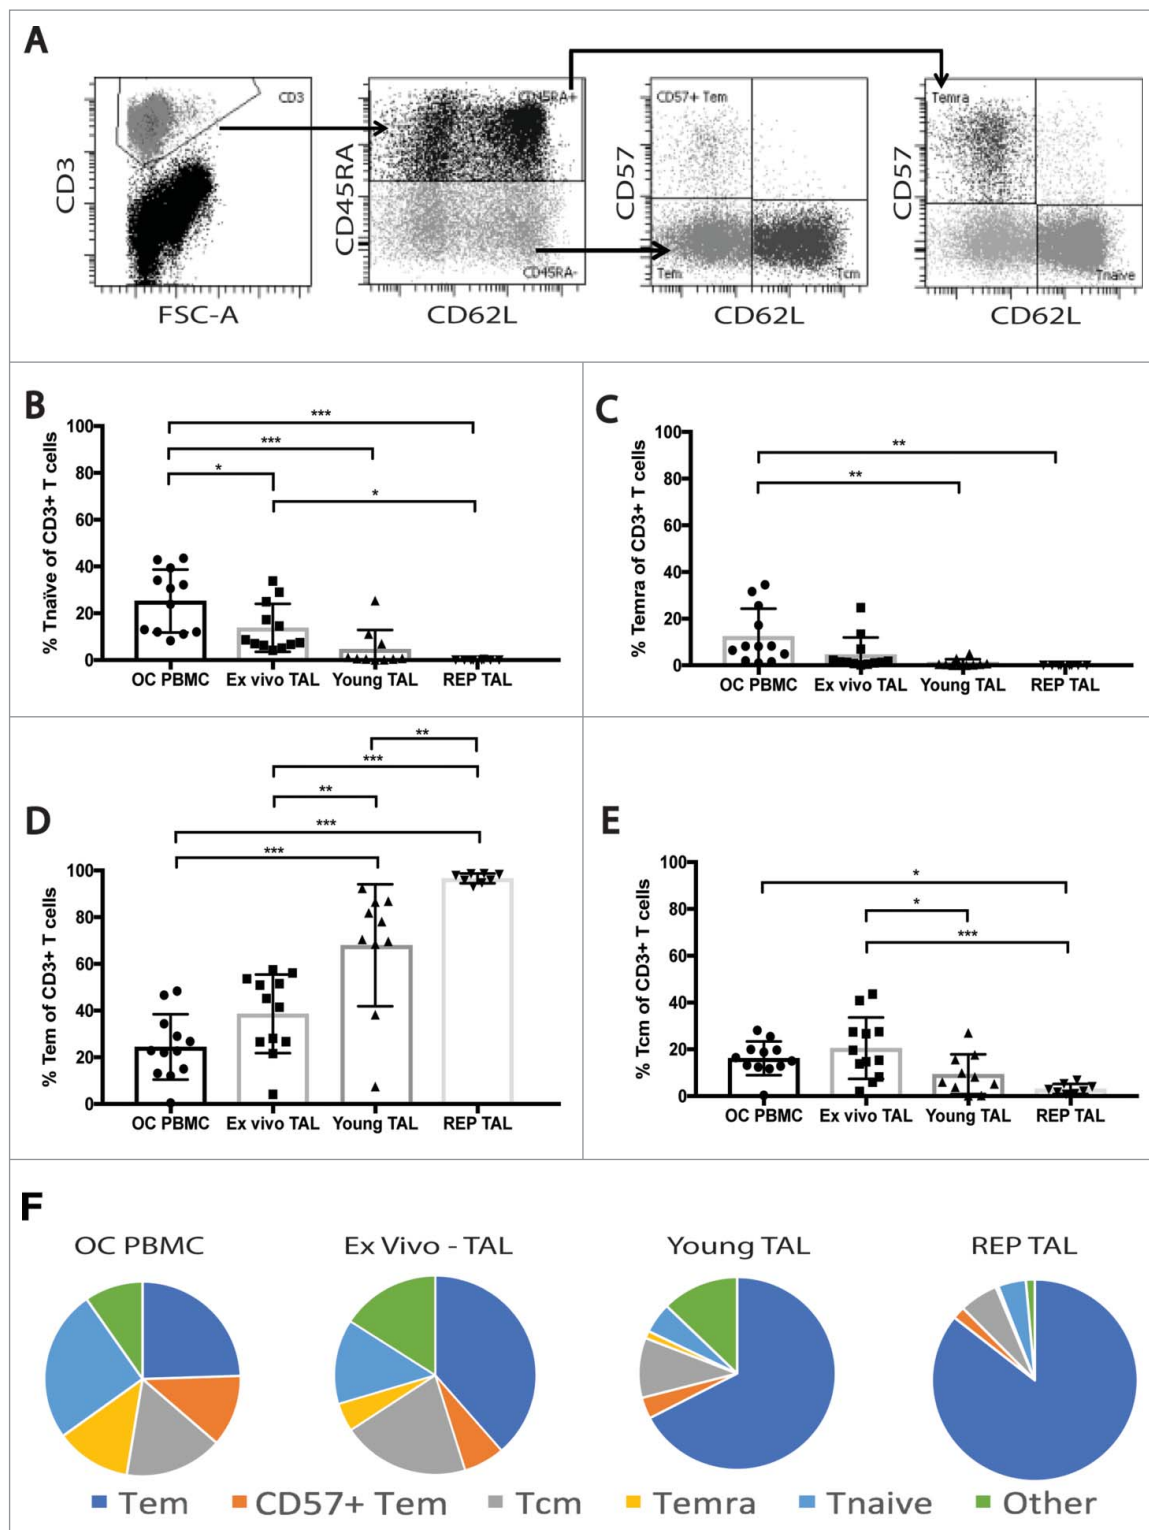 A
CD3
CD3
FSC-A
CD45RA+
CD45RA-
CD45RA
CD62L
CD57+ Tem
Tem
Tcm
CD57
CD62L
Temra
Tnaive
CD57
CD62L
B
***
***
*
*
100
80
60
40
20
0
% Tnaïve of CD3+ T cells
OC PBMC Ex vivo TAL Young TAL REP TAL
C
**
**
100
80
60
40
20
0
% Temra of CD3+ T cells
OC PBMC Ex vivo TAL Young TAL REP TAL
D
**
***
**
***
***
100
80
60
40
20
0
% Tem of CD3+ T cells
OC PBMC Ex vivo TAL Young TAL REP TAL
E
*
*
***
100
80
60
40
20
0
% Tcm of CD3+ T cells
OC PBMC Ex vivo TAL Young TAL REP TAL
F
OC PBMC Ex Vivo - TAL Young TAL REP TAL
Tem CD57+ Tem Tcm Temra Tnaive Other